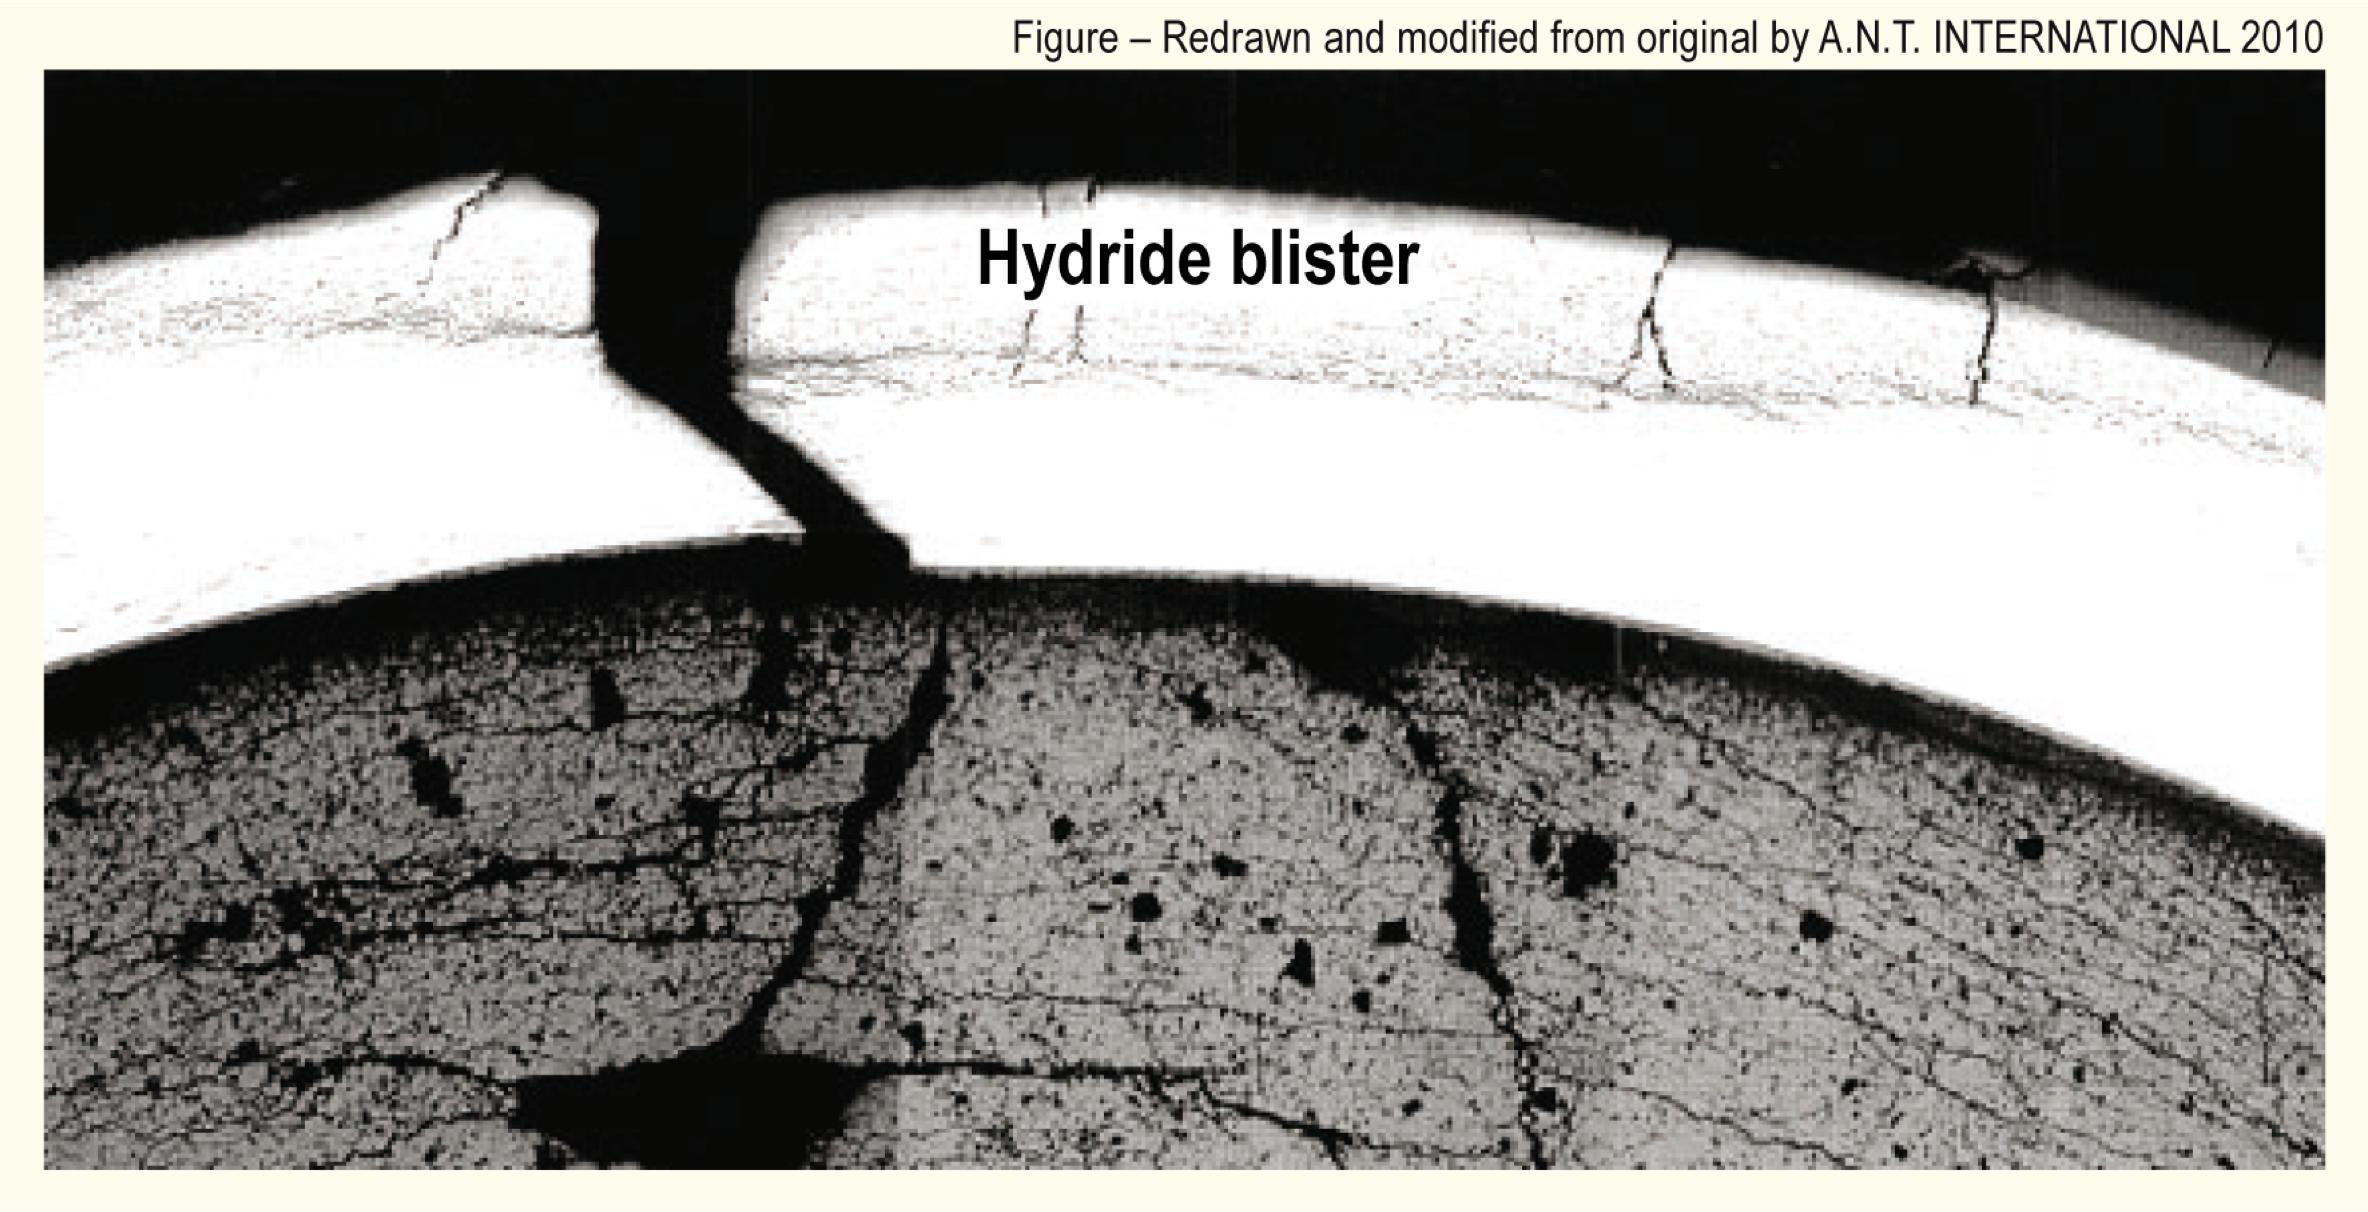 Figure – Redrawn and modified from original by A.N.T. INTERNATIONAL 2010
Hydride blister